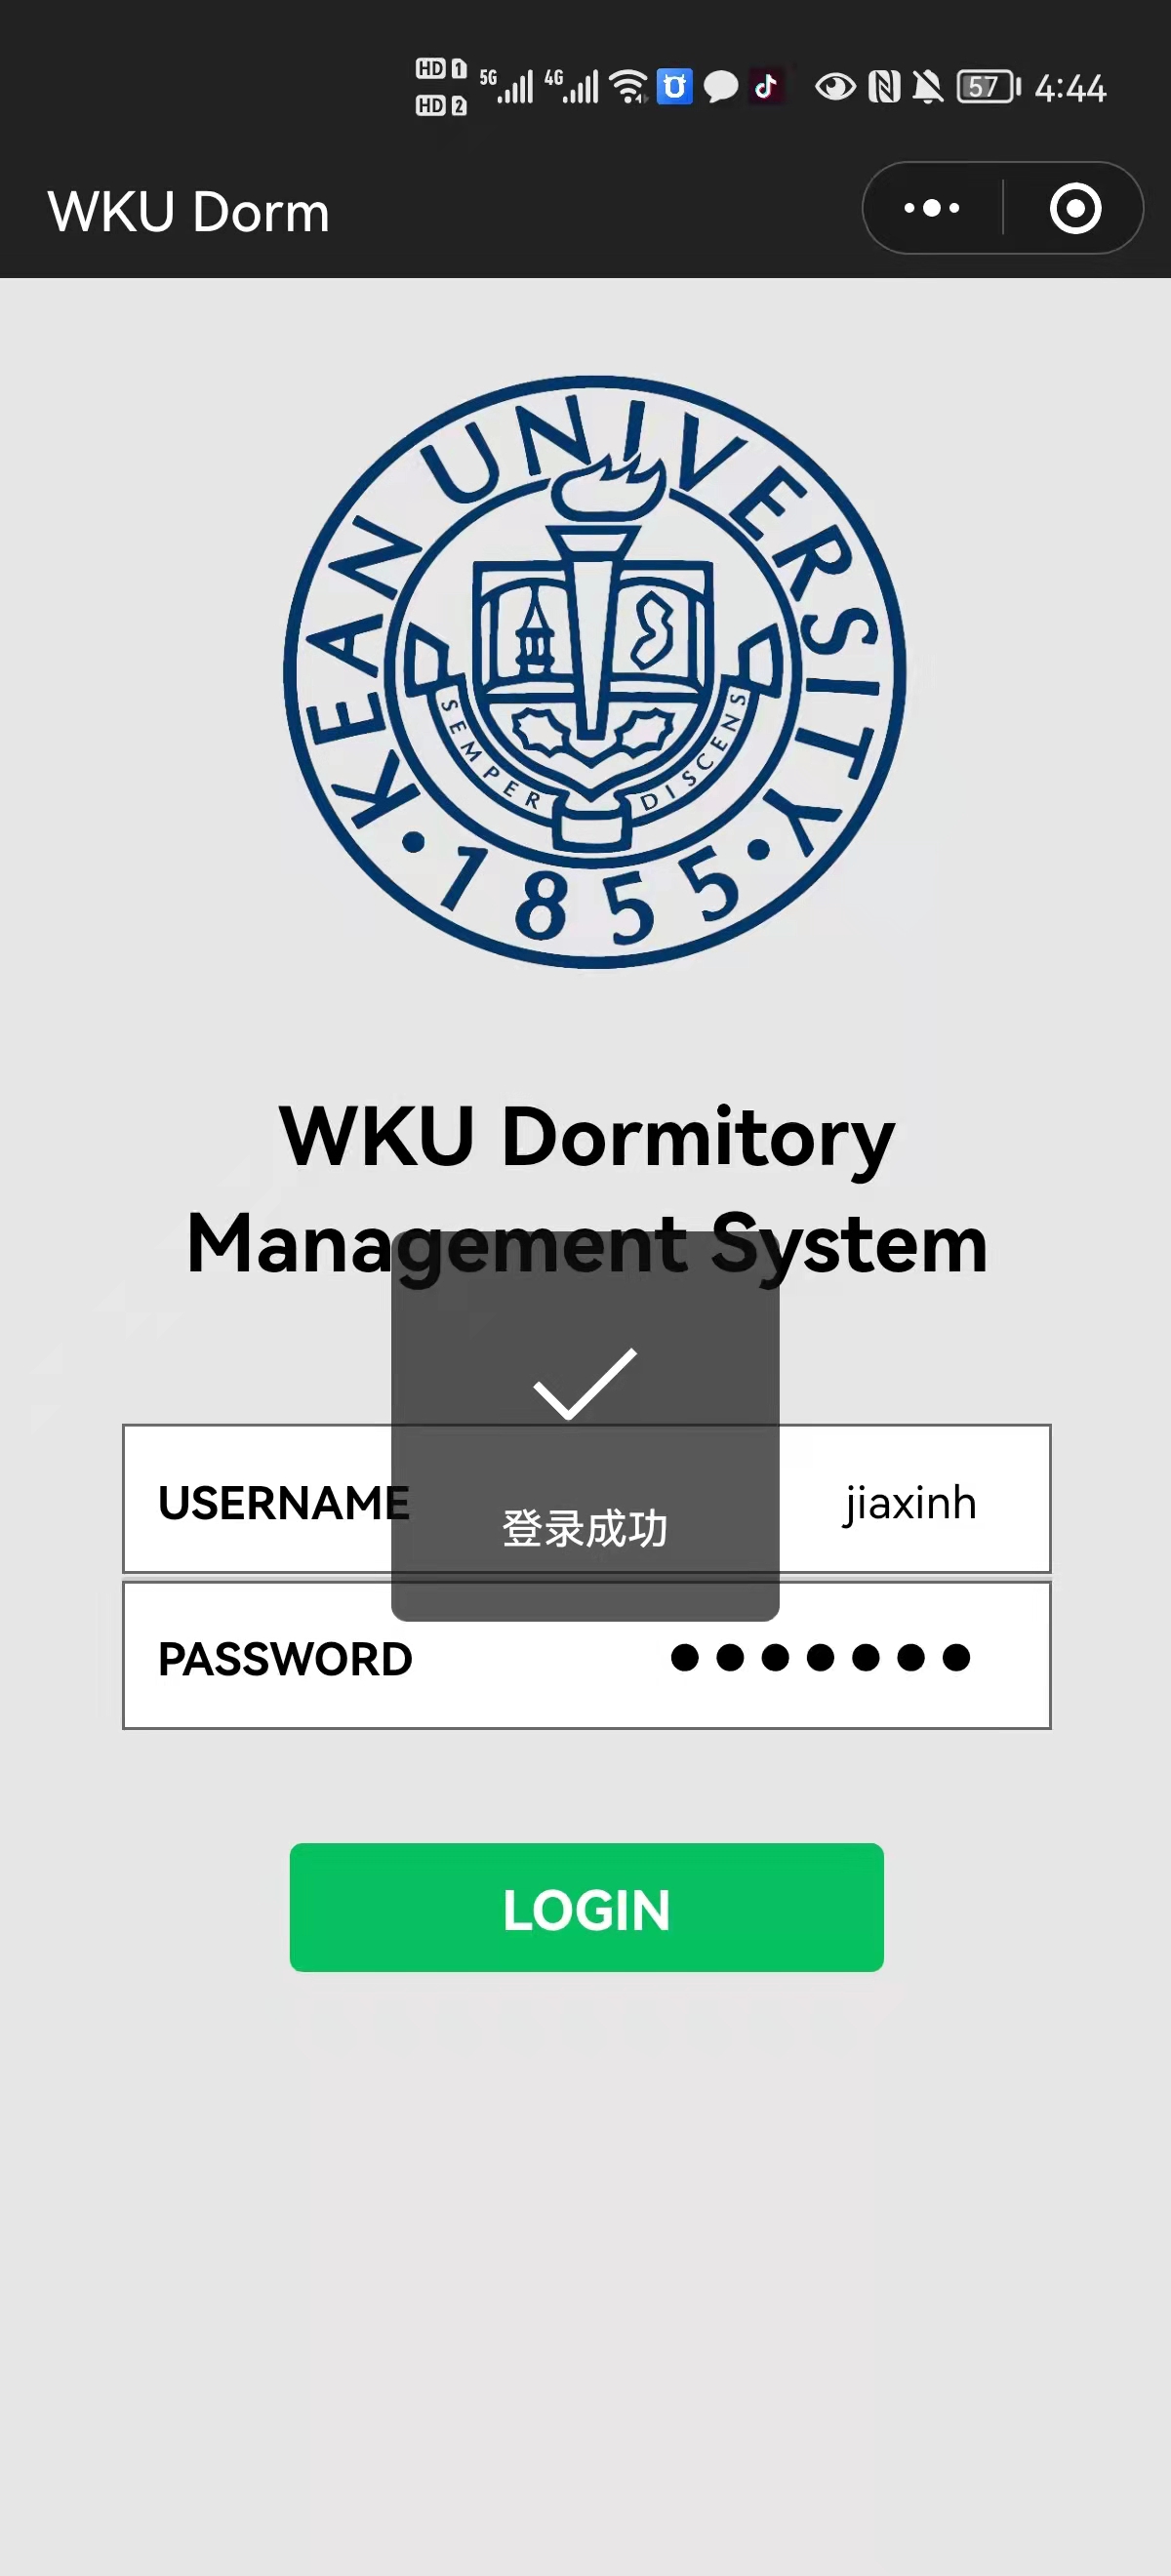 HD 1
HD 2
5G
4G
57
4:44
WKU Dorm
KEAN UNIVERSITY
SEMPER DISCENS
1855
WKU Dormitory
Management System
登录成功
USERNAME jiaxinh
PASSWORD
LOGIN